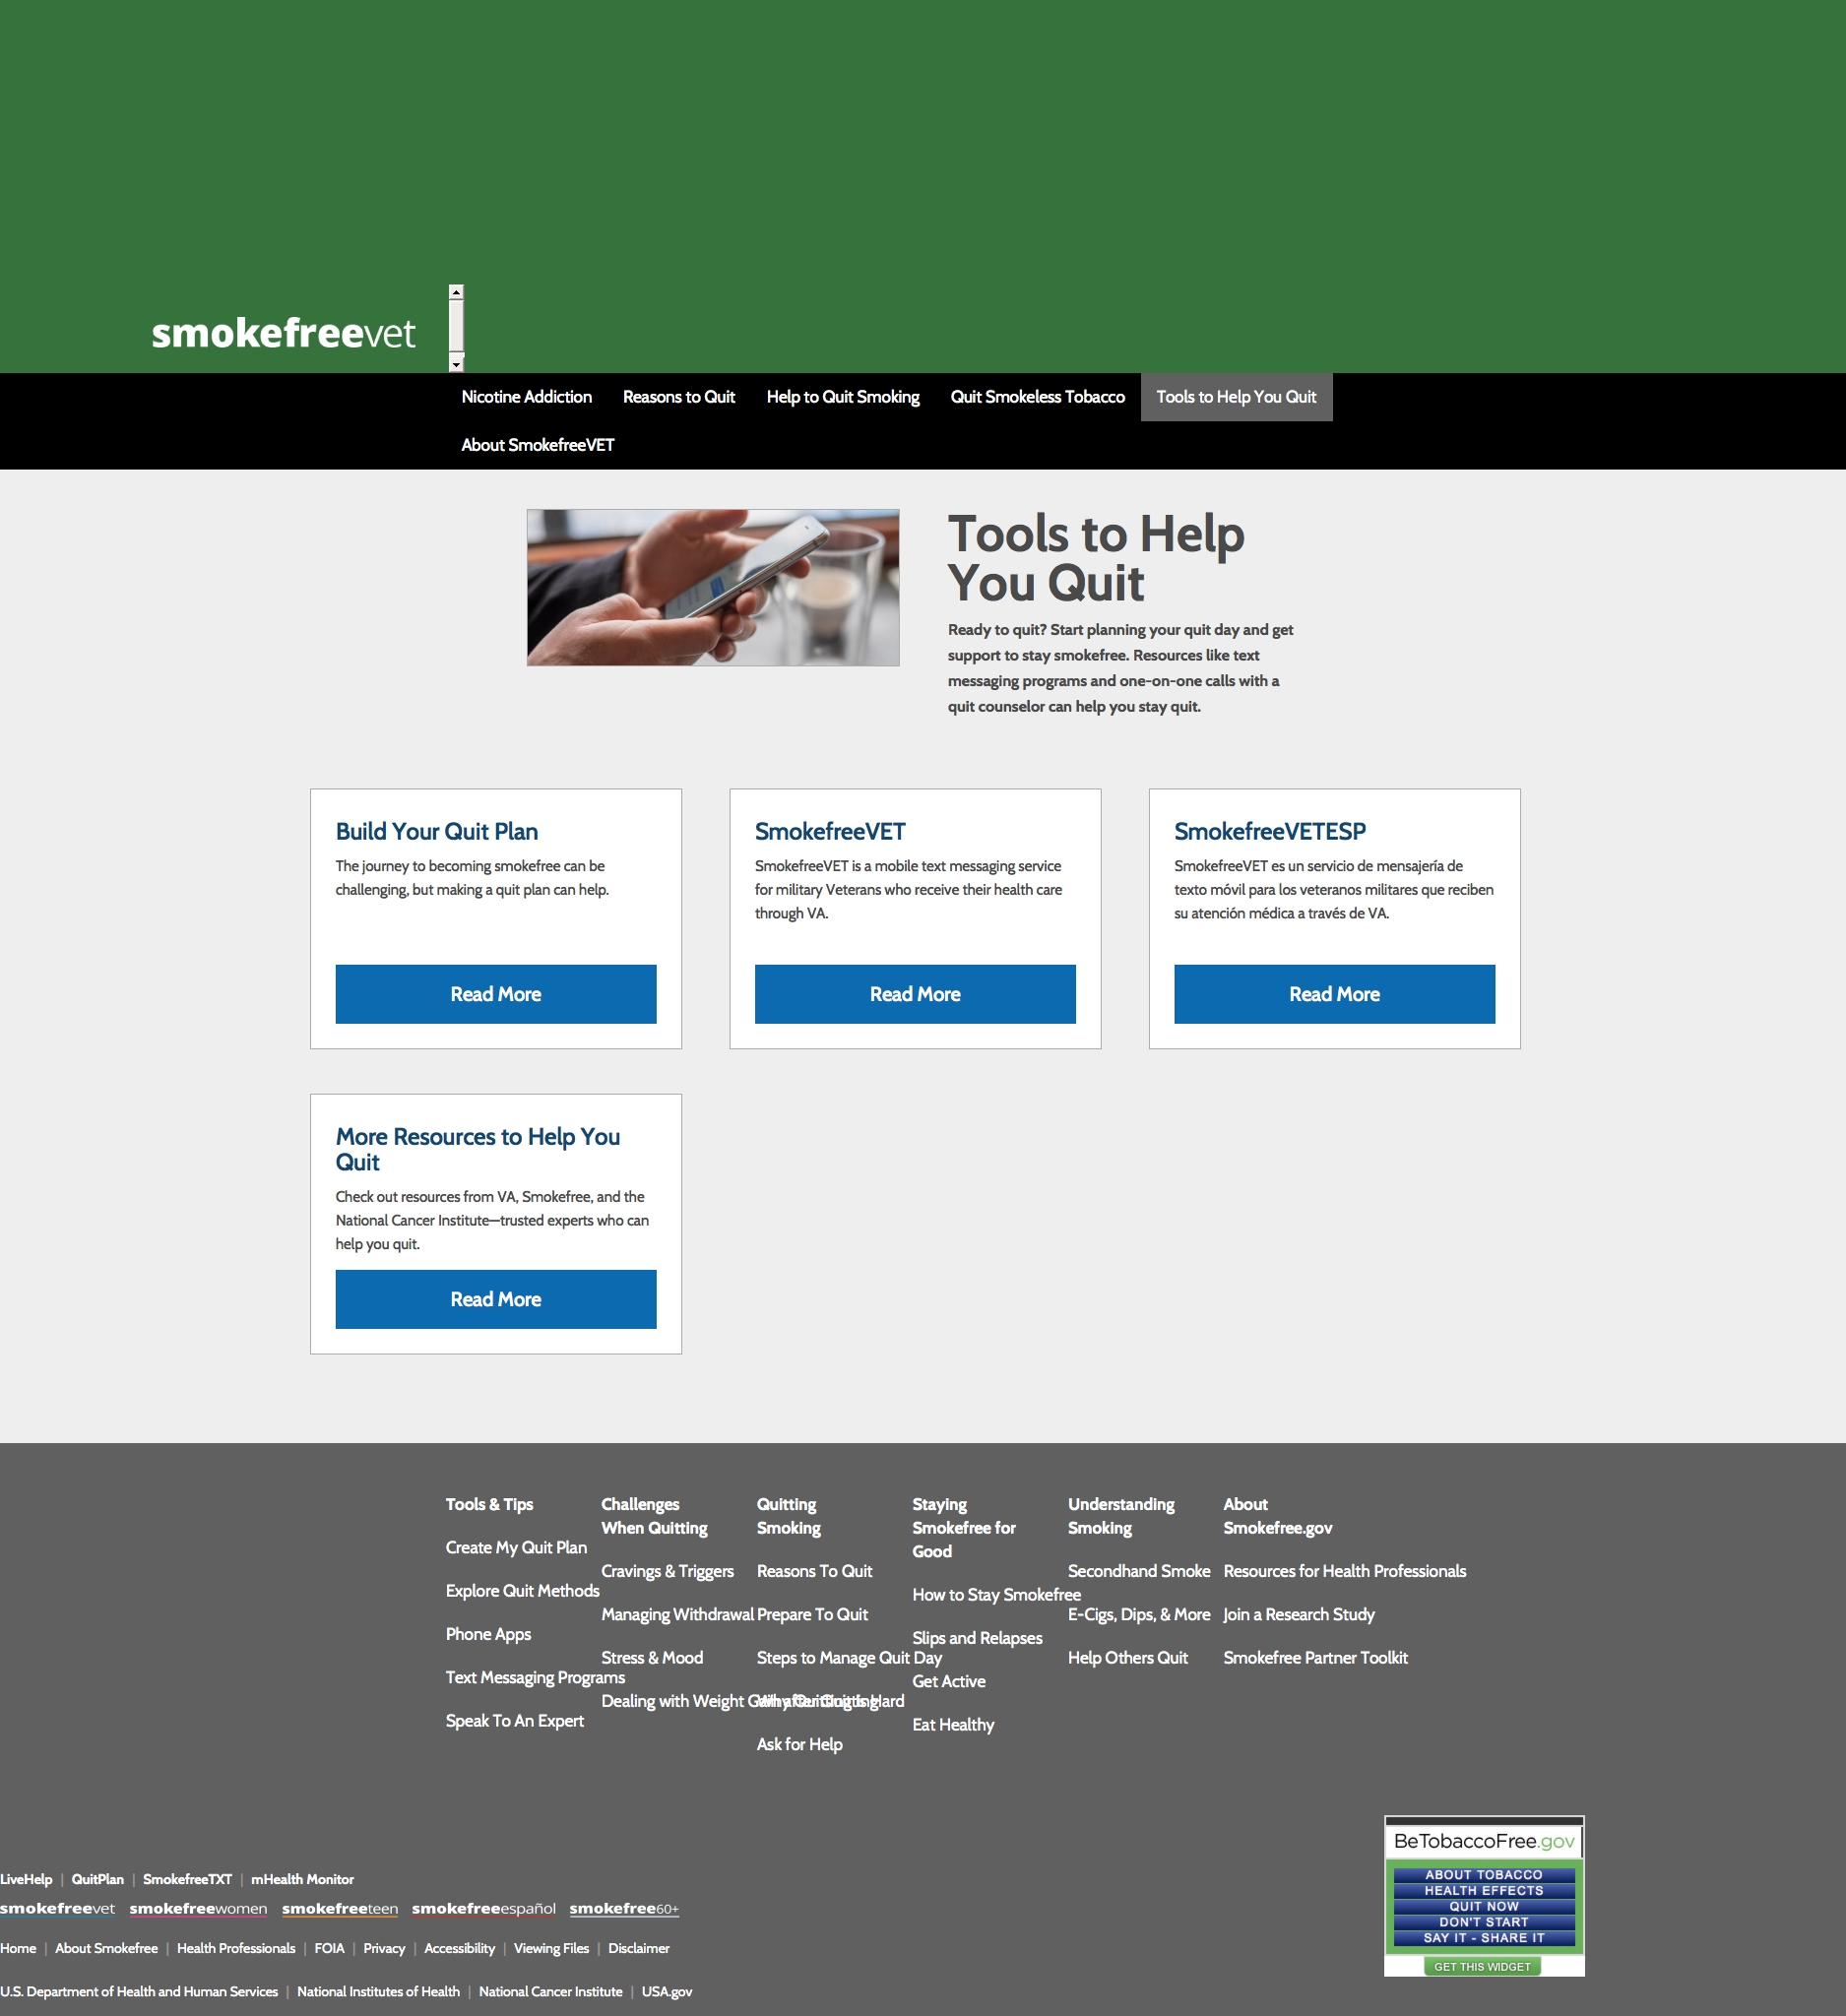 smokefreevet
Nicotine Addiction Reasons to Quit Help to Quit Smoking Quit Smokeless Tobacco Tools to Help You Quit
About SmokefreeVET
Tools to Help
You Quit
Ready to quit? Start planning your quit day and get
support to stay smokefree. Resources like text
messaging programs and one-on-one calls with a
quit counselor can help you stay quit.
Build Your Quit Plan
The journey to becoming smokefree can be
challenging, but making a quit plan can help.
Read More
SmokefreeVET
SmokefreeVET is a mobile text messaging service
for military Veterans who receive their health care
through VA.
Read More
SmokefreeVETESP
SmokefreeVET es un servicio de mensajería de
texto móvil para los veteranos militares que reciben
su atención médica a través de VA.
Read More
More Resources to Help You
Quit
Check out resources from VA, Smokefree, and the
National Cancer Institute—trusted experts who can
help you quit.
Read More
Tools & Tips
Create My Quit Plan
Explore Quit Methods
Phone Apps
Text Messaging Programs
Speak To An Expert
Challenges
When Quitting
Cravings & Triggers
Managing Withdrawal
Stress & Mood
Dealing with Weight Gain after Quitting
Quitting
Smoking
Reasons To Quit
Prepare To Quit
Steps to Manage Quit Day
Why Quitting Is Hard
Ask for Help
Staying
Smokefree for
Good
How to Stay Smokefree
Slips and Relapses
Get Active
Eat Healthy
Understanding
Smoking
Secondhand Smoke
E-Cigs, Dips, & More
Help Others Quit
About
Smokefree.gov
Resources for Health Professionals
Join a Research Study
Smokefree Partner Toolkit
BeTobaccoFree.gov
ABOUT TOBACCO
HEALTH EFFECTS
QUIT NOW
DON'T START
SAY IT - SHARE IT
GET THIS WIDGET
LiveHelp | QuitPlan | SmokefreeTXT | mHealth Monitor
smokefreevet smokefreewomen smokefreeteen smokefreeespañol smokefree60+
Home | About Smokefree | Health Professionals | FOIA | Privacy | Accessibility | Viewing Files | Disclaimer
U.S. Department of Health and Human Services | National Institutes of Health | National Cancer Institute | USA.gov